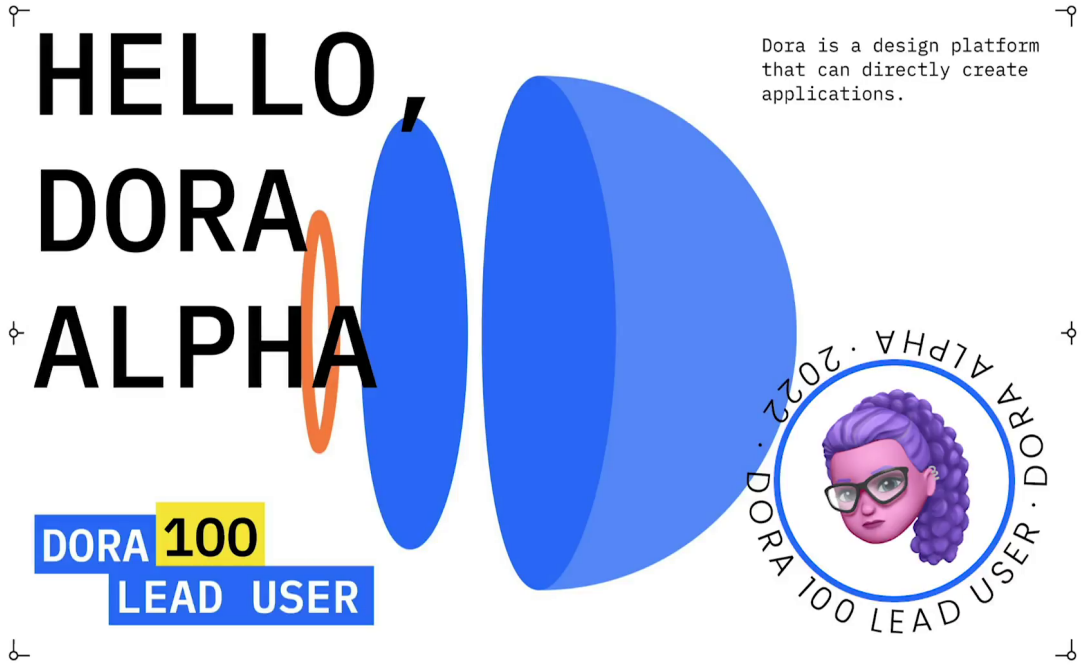 HELLO,
DORA
ALPHA
Dora is a design platform
that can directly create
applications.
DORA 100
LEAD USER
DORA 100 LEAD USER · DORA ALPHA · 2022 ·